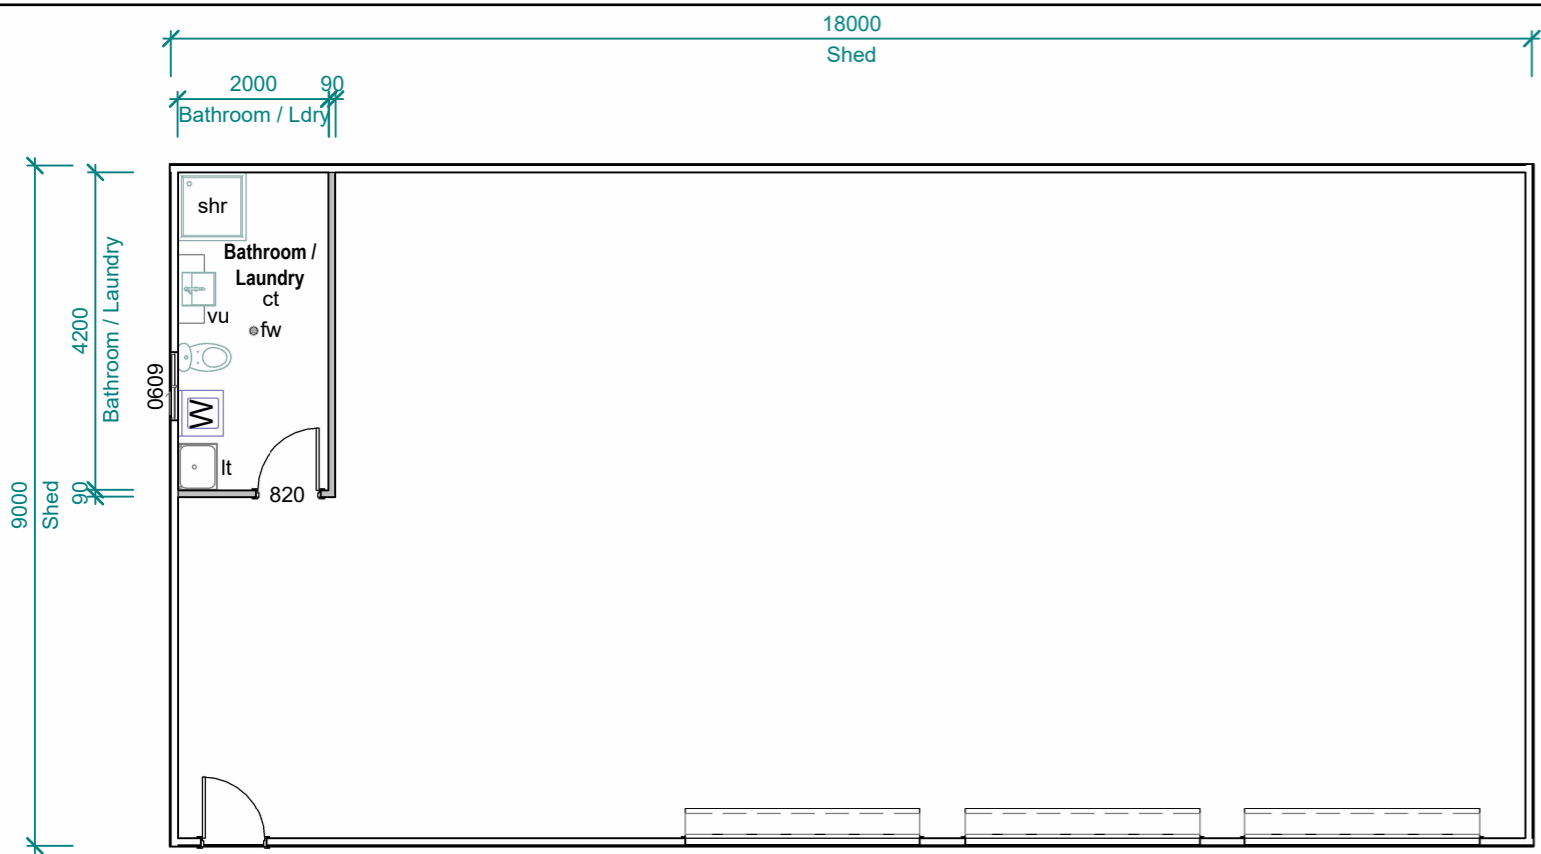 18000
Shed
2000
90
Bathroom / Ldry
shr
Bathroom /
Laundry
ct
vu
fw
0609
W
lt
820
4200
Bathroom / Laundry
90
9000
Shed